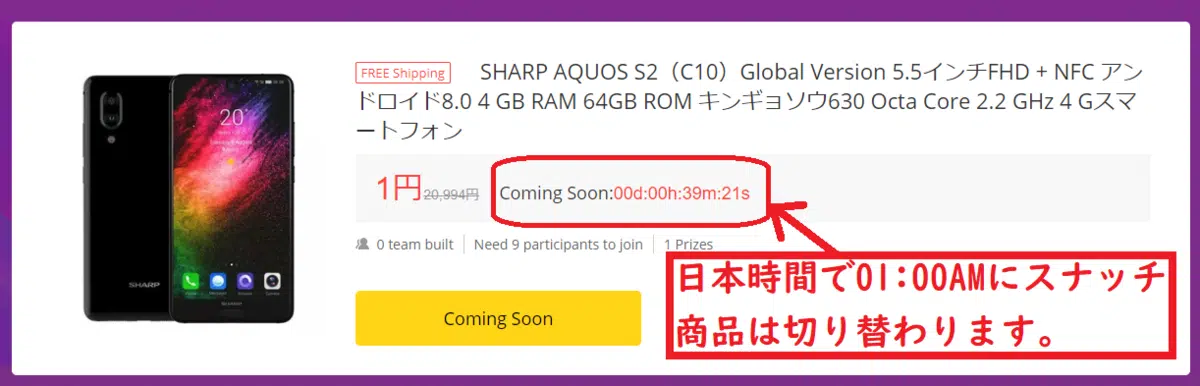 FREE Shipping SHARP AQUOS S2（C10）Global Version 5.5インチFHD + NFC アン
ドロイド8.0 4 GB RAM 64GB ROM キンギョソウ630 Octa Core 2.2 GHz 4 Gスマ
ートフォン
1円 20,994円 Coming Soon:00d:00h:39m:21s
0 team built Need 9 participants to join 1 Prizes
日本時間で01:00AMにスナッチ
商品は切り替わります。
Coming Soon
SHARP
SHARP